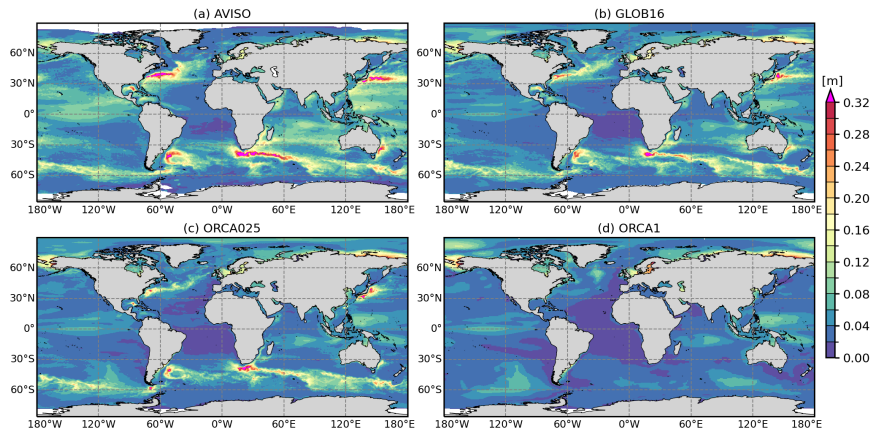 (a) AVISO
(b) GLOB16
60°N
30°N
0°
30°S
60°S
180°W 120°W 60°W 0°W 60°E 120°E 180°E
60°N
30°N
0°
30°S
60°S
180°W 120°W 60°W 0°W 60°E 120°E 180°E
[m]
0.32
0.28
0.24
0.20
0.16
0.12
0.08
0.04
0.00
(c) ORCA025
(d) ORCA1
60°N
30°N
0°
30°S
60°S
180°W 120°W 60°W 0°W 60°E 120°E 180°E
60°N
30°N
0°
30°S
60°S
180°W 120°W 60°W 0°W 60°E 120°E 180°E